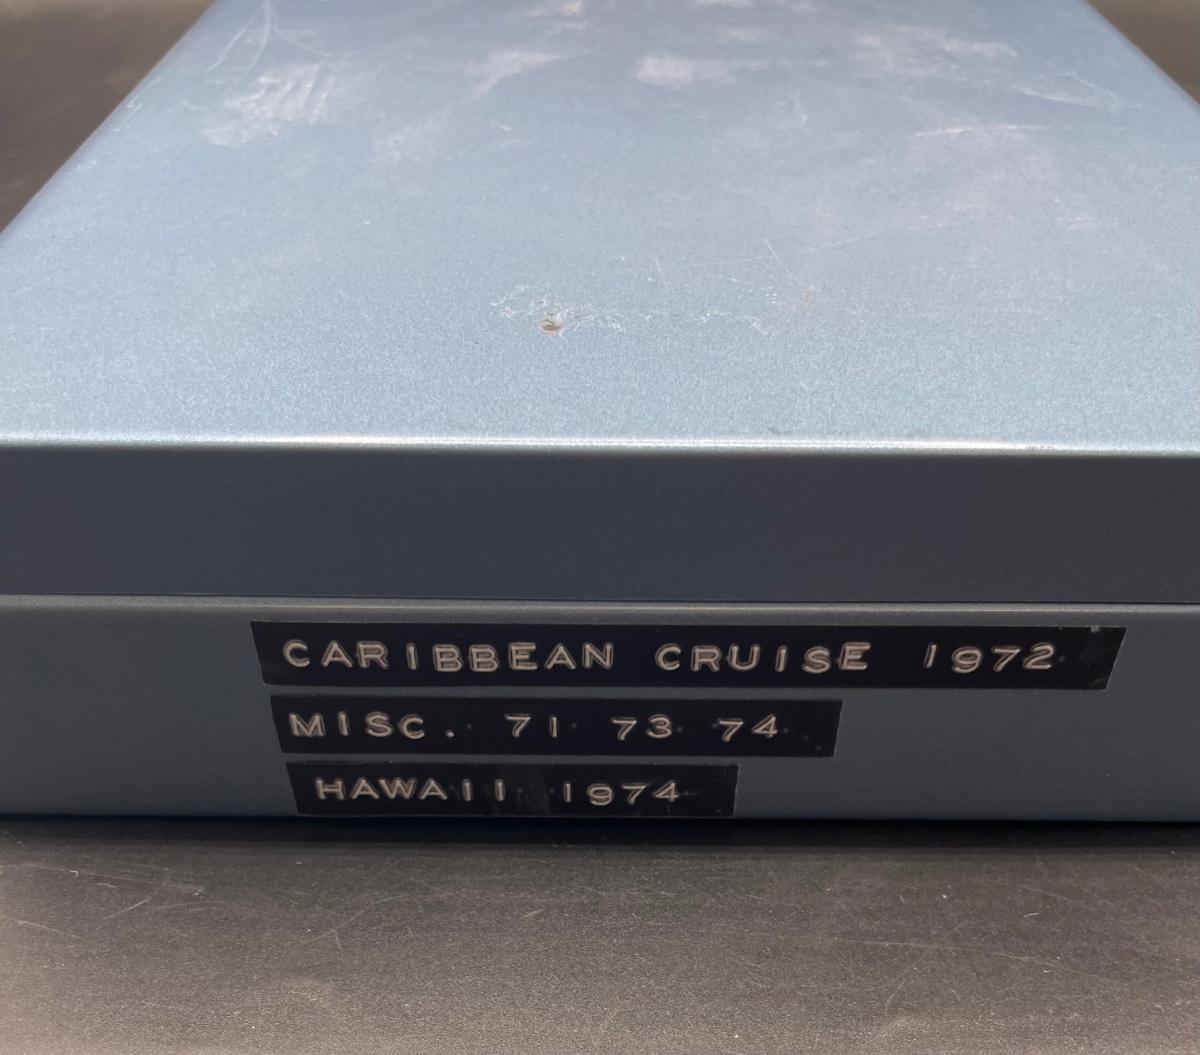 CARIBBEAN CRUISE 1972
MISC. 71 73 74
HAWAII 1974